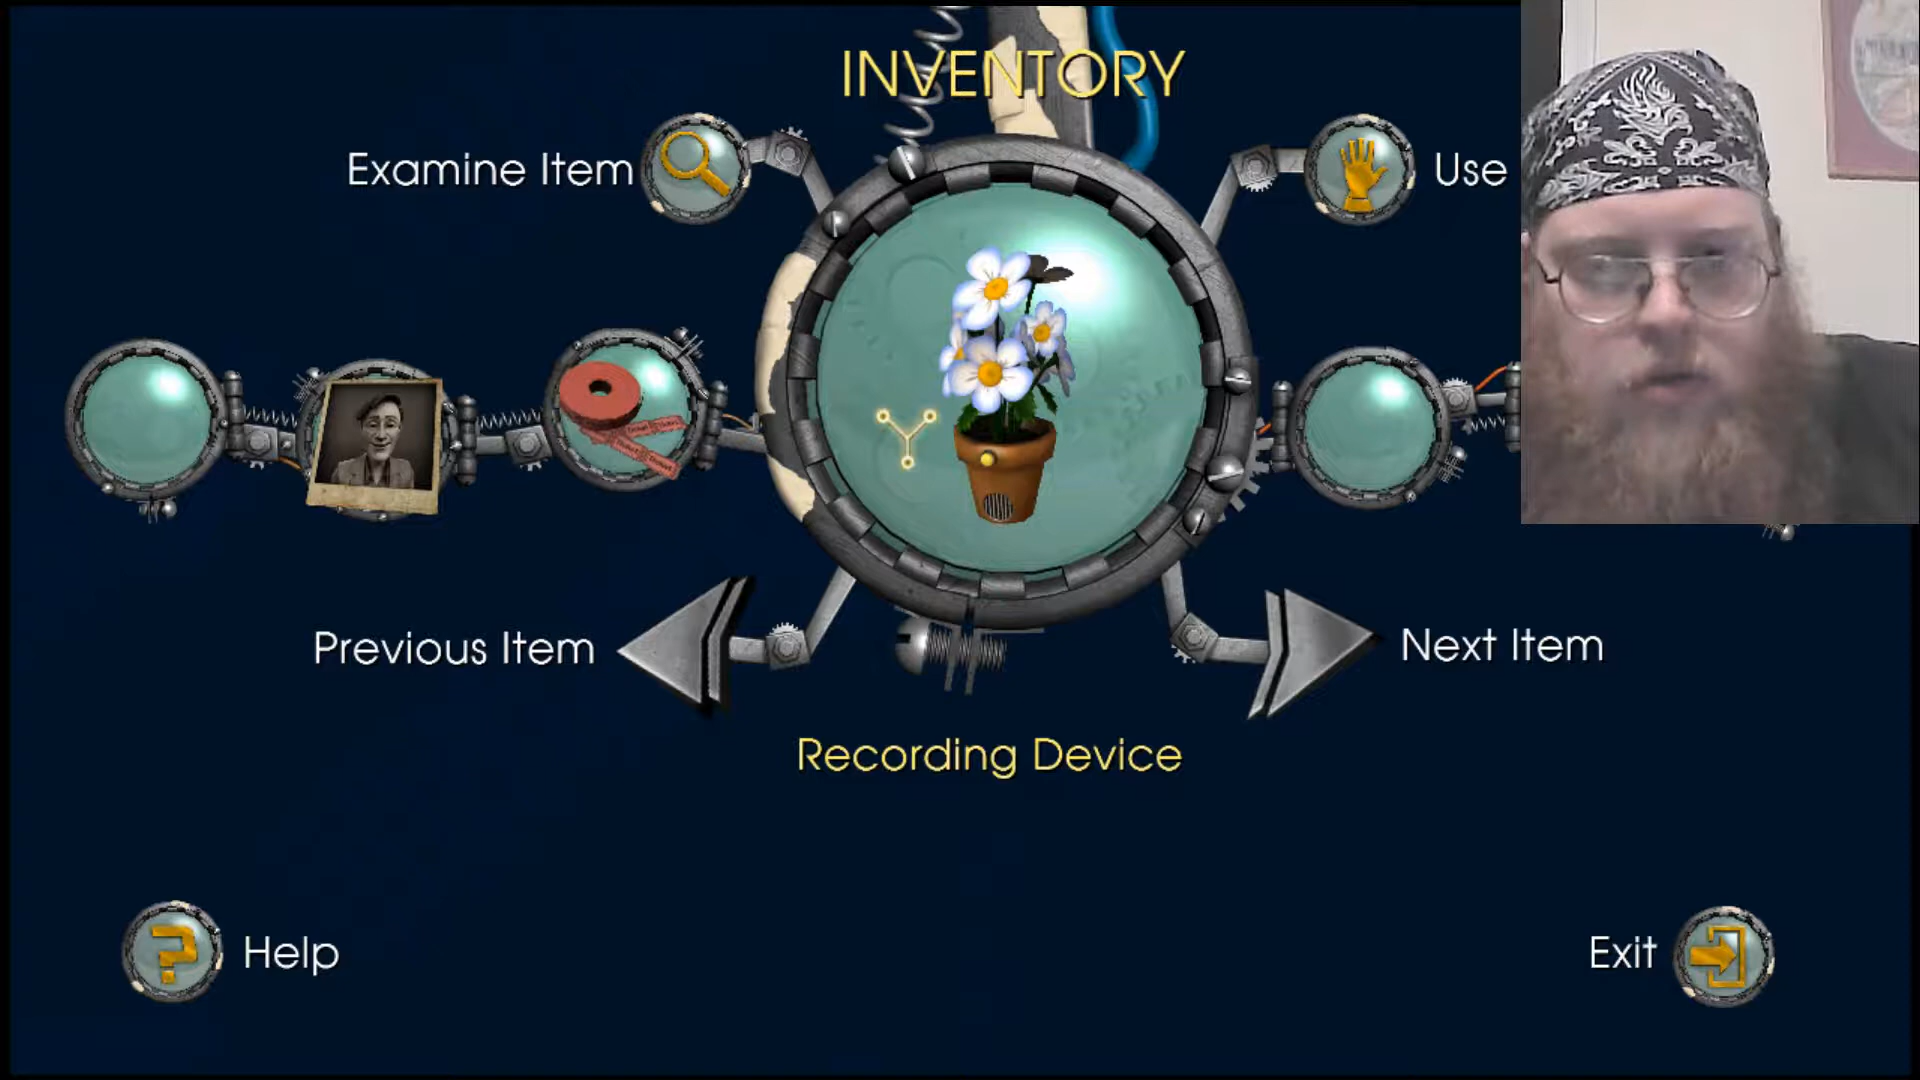 INVENTORY
Examine Item
Use
Previous Item
Next Item
Recording Device
Help
Exit